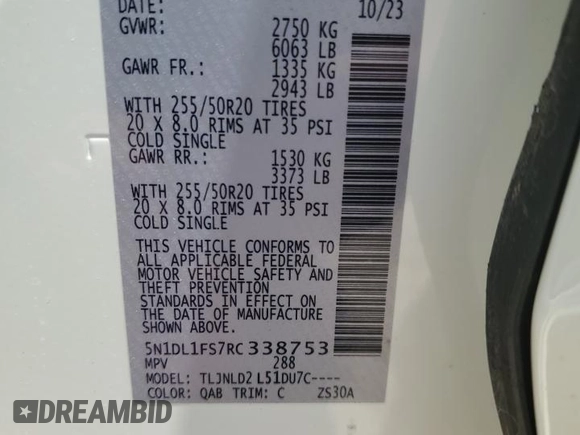 DATE: 10/23
GVWR: 2750 KG
6063 LB
GAWR FR.: 1335 KG
2943 LB
WITH 255/50R20 TIRES
20 X 8.0 RIMS AT 35 PSI
COLD SINGLE
GAWR RR.: 1530 KG
3373 LB
WITH 255/50R20 TIRES
20 X 8.0 RIMS AT 35 PSI
COLD SINGLE
THIS VEHICLE CONFORMS TO
ALL APPLICABLE FEDERAL
MOTOR VEHICLE SAFETY AND
THEFT PREVENTION
STANDARDS IN EFFECT ON
THE DATE OF MANUFACTURE
SHOWN ABOVE.
5N1DL1FS7RC338753
MPV 288
MODEL: TLJNLD2 L51DU7C----
COLOR: QAB TRIM: C ZS30A
DREAMBID